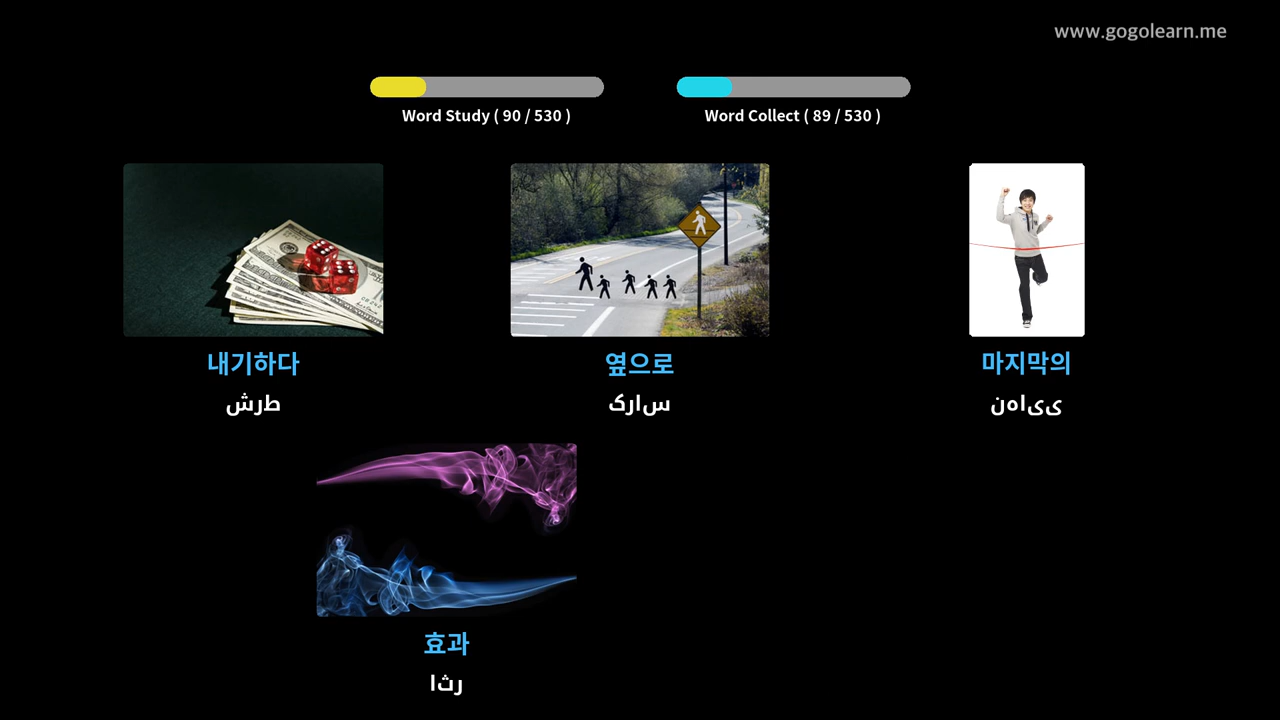 www.gogolearn.me
Word Study ( 90 / 530 )
Word Collect ( 89 / 530 )
내기하다
옆으로
마지막의
طرش
سارک
ییاهن
효과
رثا